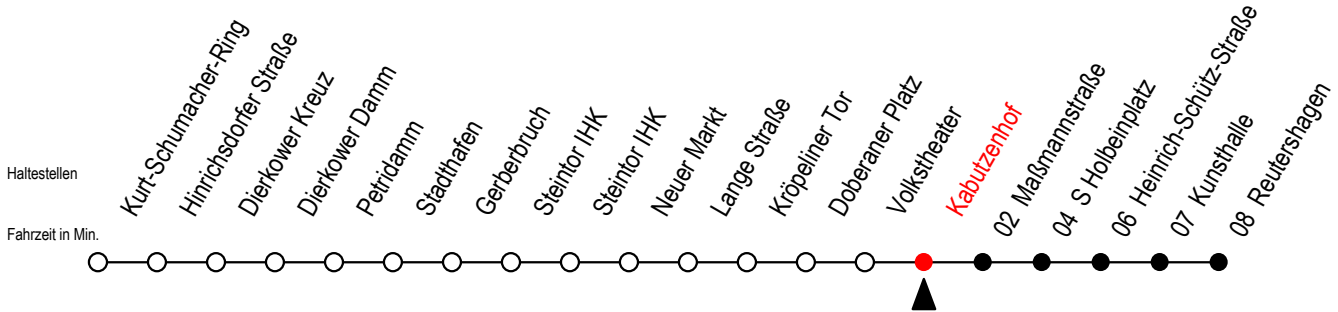 Haltestellen
Fahrzeit in Min.
Kurt-Schumacher-Ring
Hinrichsdorfer Straße
Dierkower Kreuz
Dierkower Damm
Petridamm
Stadthafen
Gerberbruch
Steintor IHK
Steintor IHK
Neuer Markt
Lange Straße
Kröpeliner Tor
Doberaner Platz
Volkstheater
Kabutzenhof
02 Maßmannstraße
04 S Holbeinplatz
06 Heinrich-Schütz-Straße
07 Kunsthalle
08 Reutershagen